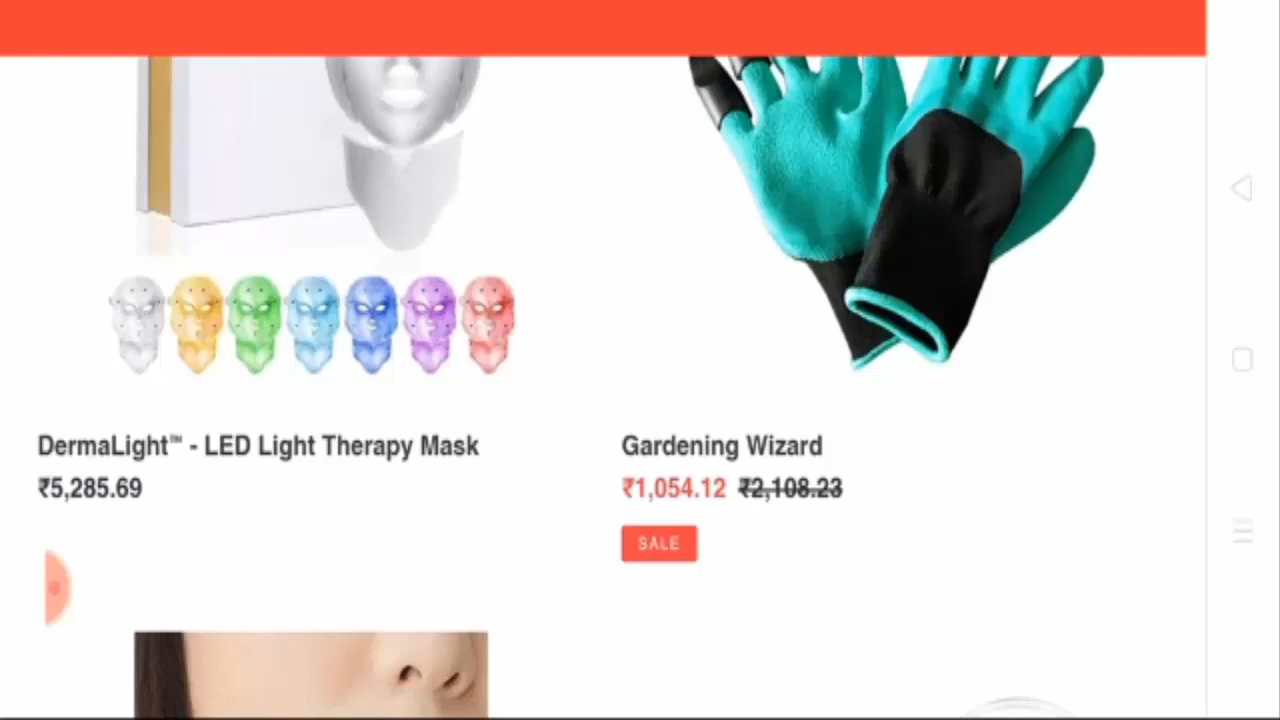 DermaLight™ - LED Light Therapy Mask
₹5,285.69
Gardening Wizard
₹1,054.12 ₹2,108.23
SALE